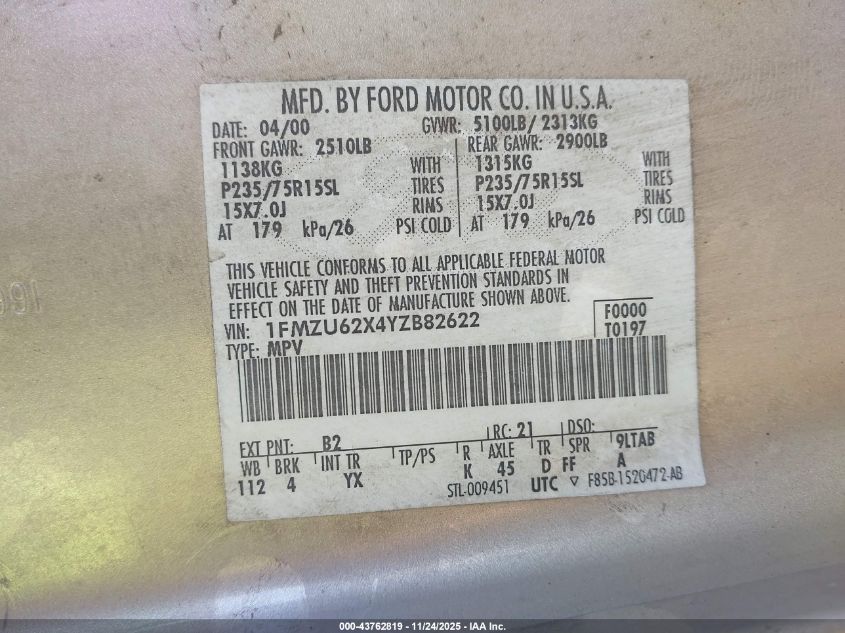 MFD. BY FORD MOTOR CO. IN U.S.A.
DATE: 04/00 GVWR: 5100LB/ 2313KG
FRONT GAWR: 2510LB REAR GAWR: 2900LB
1138KG WITH 1315KG WITH
P235/75R15SL TIRES P235/75R15SL TIRES
15X7.0J RIMS 15X7.0J RIMS
AT 179 kPa/26 PSI COLD AT 179 kPa/26 PSI COLD
THIS VEHICLE CONFORMS TO ALL APPLICABLE FEDERAL MOTOR
VEHICLE SAFETY AND THEFT PREVENTION STANDARDS IN
EFFECT ON THE DATE OF MANUFACTURE SHOWN ABOVE.
VIN: 1FMZU62X4YZB82622 F0000
TYPE: MPV T0197
EXT PNT: B2 RC: 21 DSO:
WB BRK INT TR TP/PS R AXLE TR SPR 9LTAB
112 4 YX K 45 D FF A
STL-009451 UTC F85B-1520472-AB
000-43762819 - 11/24/2025 - IAA Inc.